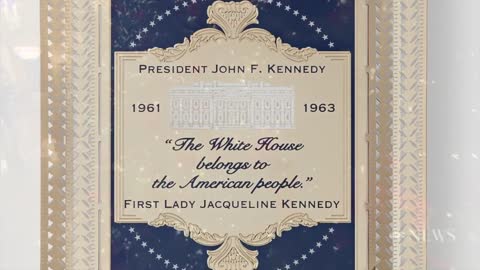 PRESIDENT JOHN F. KENNEDY
1961 1963
"The White House
belongs to
the American people."
FIRST LADY JACQUELINE KENNEDY
NEWS